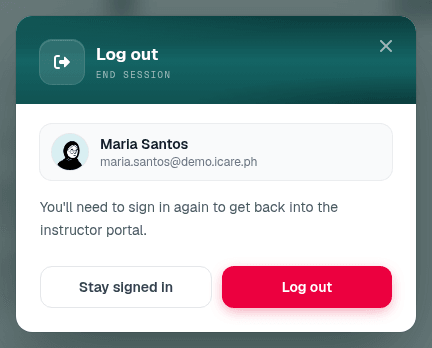 Log out
END SESSION
Maria Santos
maria.santos@demo.icare.ph
You'll need to sign in again to get back into the
instructor portal.
Stay signed in
Log out